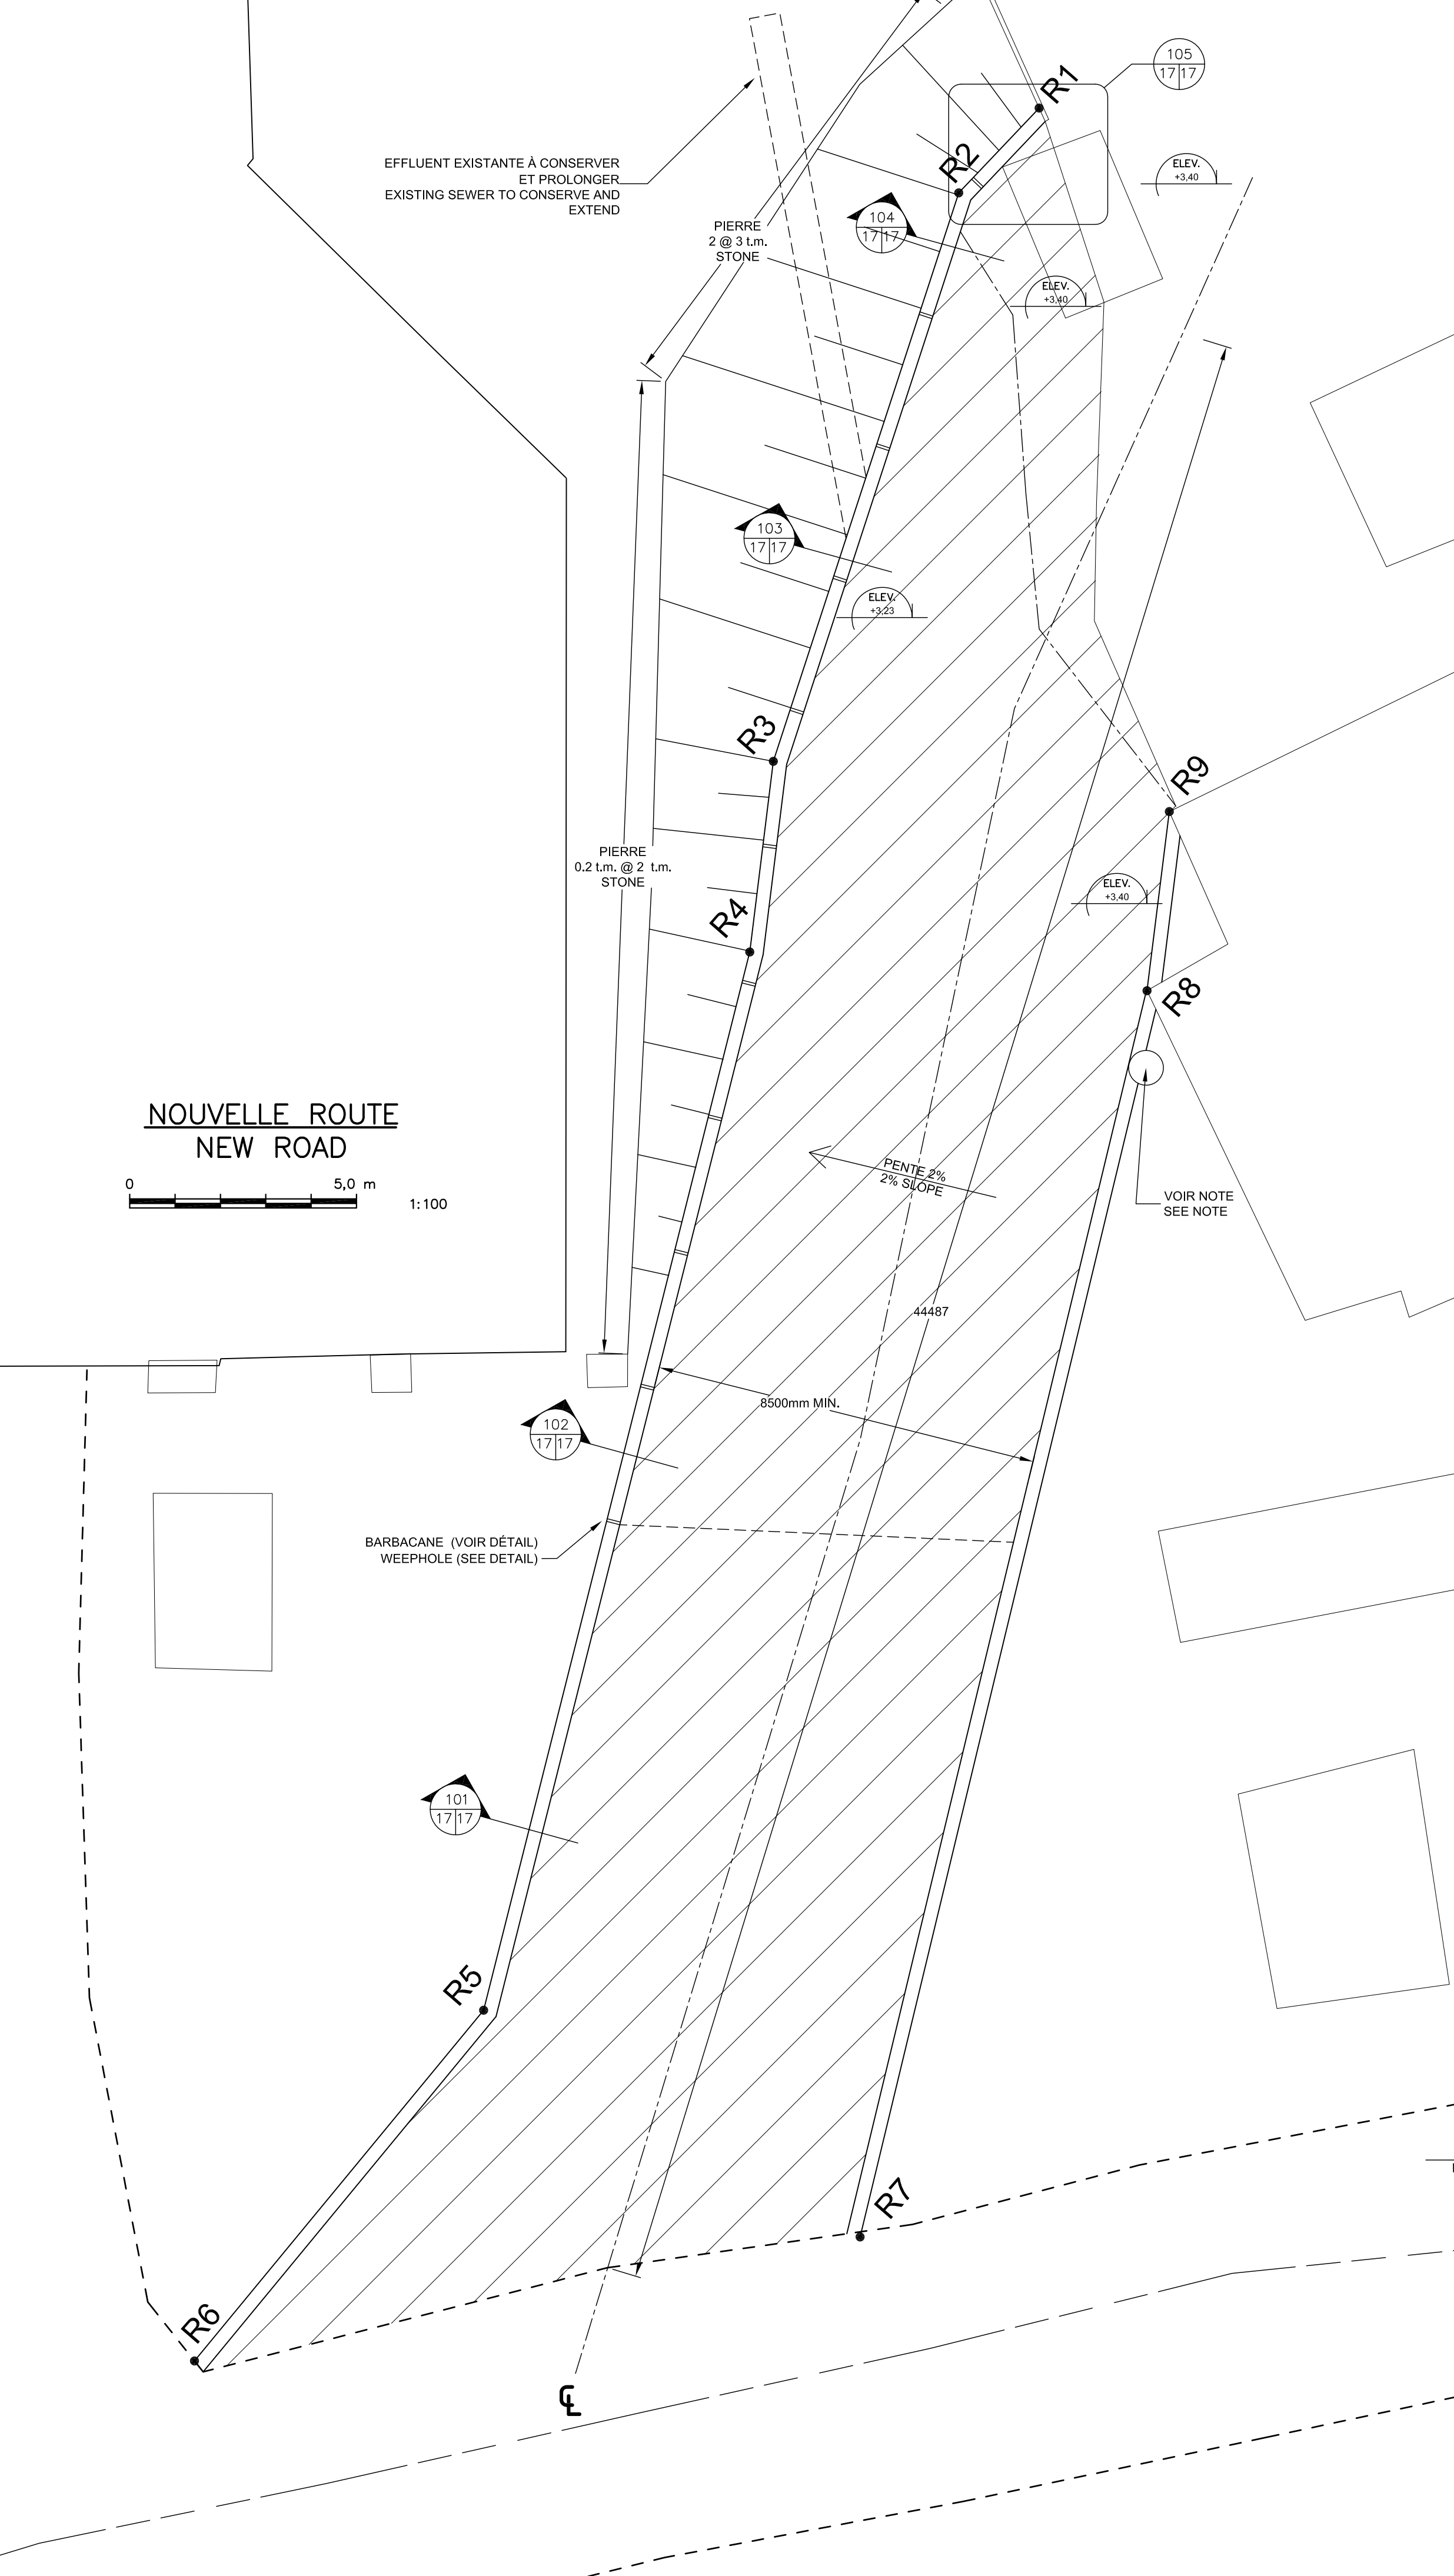 105
17 17
R1
EFFLUENT EXISTANTE À CONSERVER
ET PROLONGER
EXISTING SEWER TO CONSERVE AND
EXTEND
R2
ELEV.
+3,40
104
17 17
PIERRE
2 @ 3 t.m.
STONE
ELEV.
+3,40
103
17 17
ELEV.
+3,23
R3
R9
PIERRE
0.2 t.m. @ 2 t.m.
STONE
ELEV.
+3,40
R4
R8
NOUVELLE ROUTE
NEW ROAD
0 5,0 m
1:100
PENTE 2%
2% SLOPE
VOIR NOTE
SEE NOTE
44487
8500mm MIN.
102
17 17
BARBACANE (VOIR DÉTAIL)
WEEPHOLE (SEE DETAIL)
101
17 17
R5
R7
R6
℄